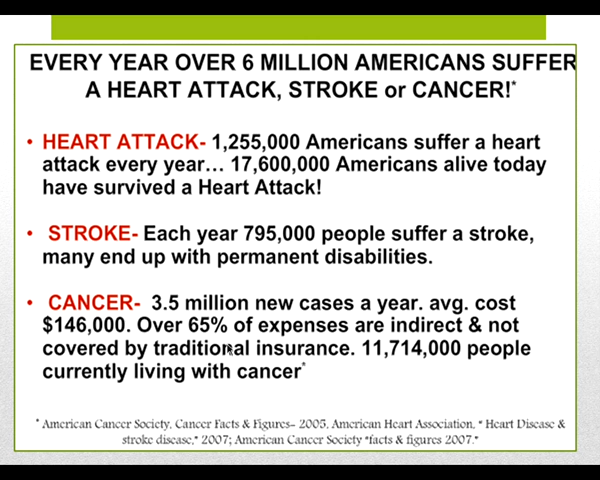 EVERY YEAR OVER 6 MILLION AMERICANS SUFFER
A HEART ATTACK, STROKE or CANCER!*
• HEART ATTACK- 1,255,000 Americans suffer a heart
attack every year... 17,600,000 Americans alive today
have survived a Heart Attack!
• STROKE- Each year 795,000 people suffer a stroke,
many end up with permanent disabilities.
• CANCER- 3.5 million new cases a year. avg. cost
$146,000. Over 65% of expenses are indirect & not
covered by traditional insurance. 11,714,000 people
currently living with cancer*
* American Cancer Society, Cancer Facts & Figures– 2005, American Heart Association, " Heart Disease &
stroke disease," 2007; American Cancer Society "facts & figures 2007."